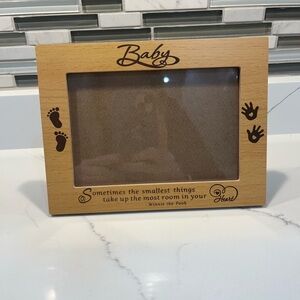 Baby
Sometimes the smallest things
take up the most room in your Heart
Winnie the Pooh